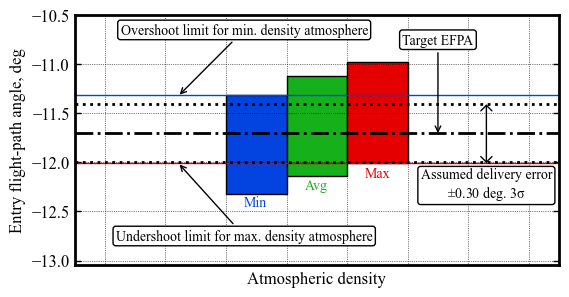 −10.5
Overshoot limit for min. density atmosphere
Target EFPA
−11.0
−11.5
−12.0
−12.5
−13.0
Entry flight-path angle, deg
Max
Avg
Min
Assumed delivery error
±0.30 deg. 3σ
Undershoot limit for max. density atmosphere
Atmospheric density